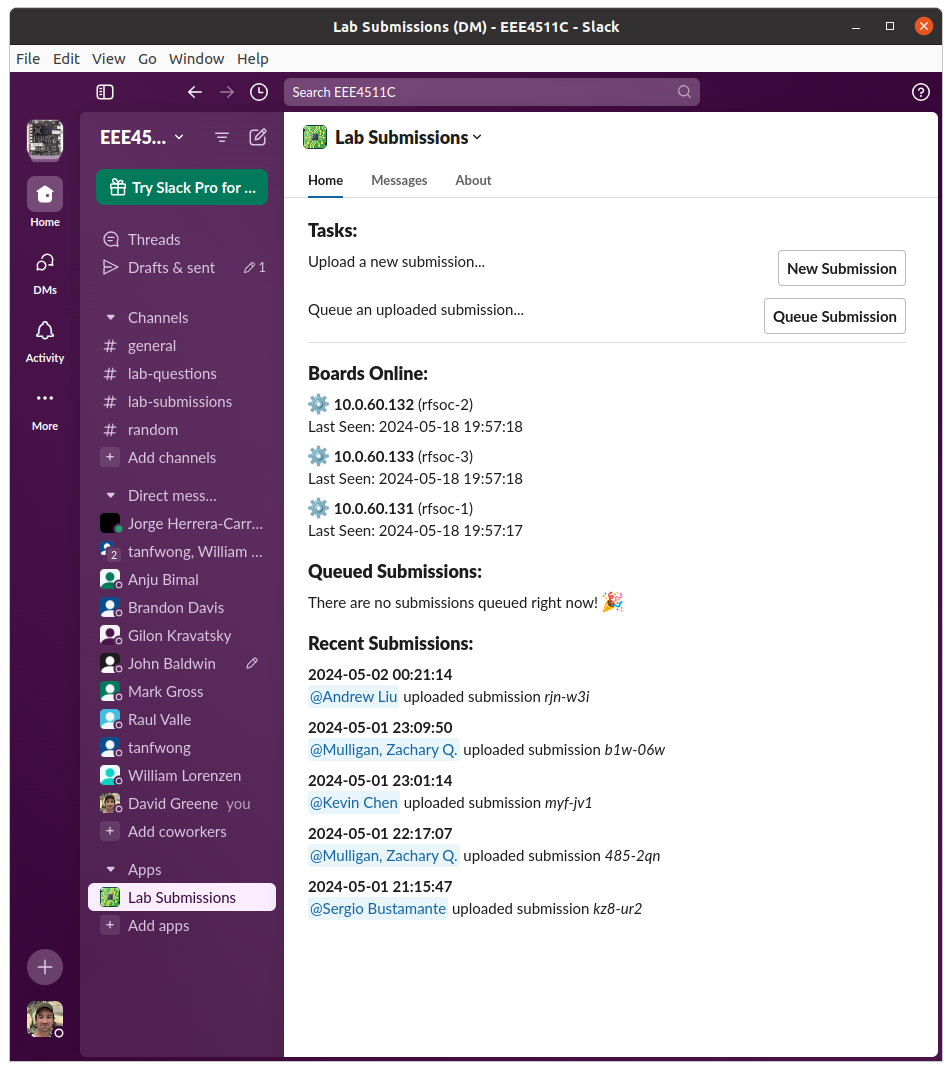 Lab Submissions (DM) - EEE4511C - Slack
File Edit View Go Window Help
Search EEE4511C
EEE45...
Try Slack Pro for ...
Home
DMs
Activity
More
Threads
Drafts & sent 1
Channels
# general
# lab-questions
# lab-submissions
# random
+ Add channels
Direct mess...
Jorge Herrera-Carr...
2 tanfwong, William ...
Anju Bimal
Brandon Davis
Gilon Kravatsky
John Baldwin
Mark Gross
Raul Valle
tanfwong
William Lorenzen
David Greene you
+ Add coworkers
Apps
Lab Submissions
+ Add apps
Lab Submissions
Home Messages About
Tasks:
Upload a new submission...
New Submission
Queue an uploaded submission...
Queue Submission
Boards Online:
10.0.60.132 (rfsoc-2)
Last Seen: 2024-05-18 19:57:18
10.0.60.133 (rfsoc-3)
Last Seen: 2024-05-18 19:57:18
10.0.60.131 (rfsoc-1)
Last Seen: 2024-05-18 19:57:17
Queued Submissions:
There are no submissions queued right now! 🎉
Recent Submissions:
2024-05-02 00:21:14
@Andrew Liu uploaded submission rjn-w3i
2024-05-01 23:09:50
@Mulligan, Zachary Q. uploaded submission b1w-06w
2024-05-01 23:01:14
@Kevin Chen uploaded submission myf-jv1
2024-05-01 22:17:07
@Mulligan, Zachary Q. uploaded submission 485-2qn
2024-05-01 21:15:47
@Sergio Bustamante uploaded submission kz8-ur2